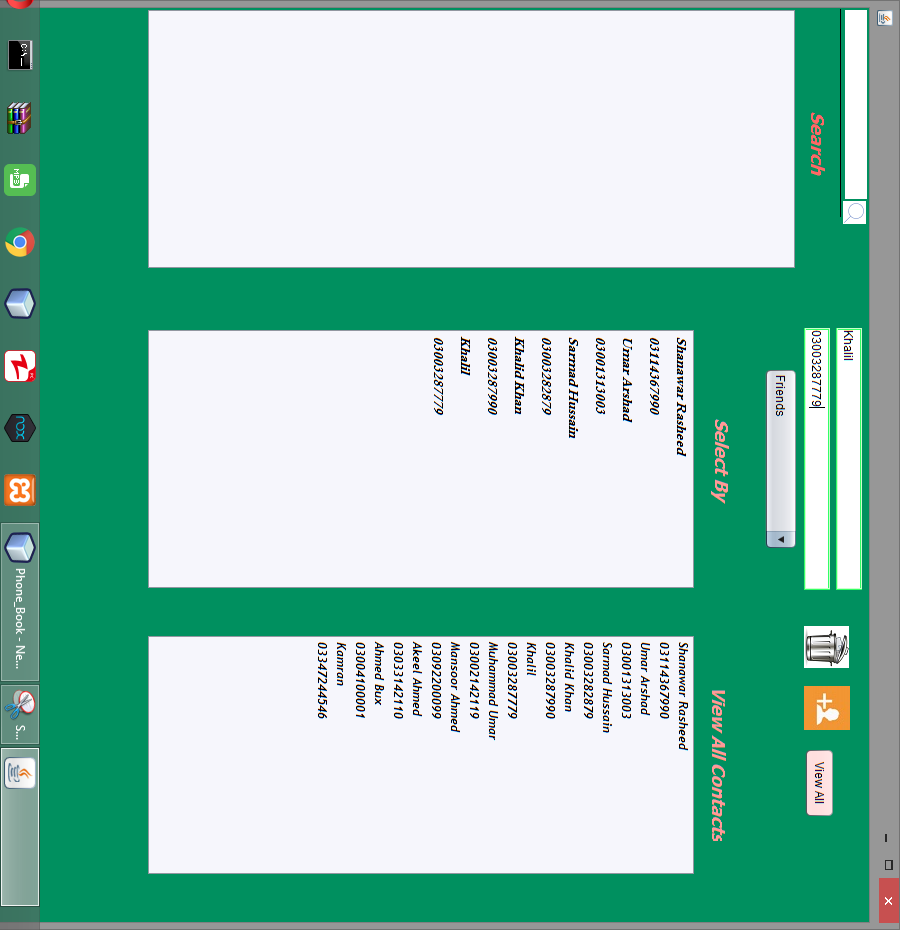 Search
Khalil
03003287779
Friends
View All
Select By
Shanawar Rasheed
03114367990
Umar Arshad
03001313003
Sarmad Hussain
03003282879
Khalid Khan
03003287990
Khalil
03003287779
View All Contacts
Shanawar Rasheed
03114367990
Umar Arshad
03001313003
Sarmad Hussain
03003282879
Khalid Khan
03003287990
Khalil
03003287779
Muhammad Umar
03002142119
Mansoor Ahmed
03092200099
Akeel Ahmed
03033142110
Ahmed Bux
03004100001
Kamran
03347244546
C:\
MP3
nox
Phone_Book - Ne...
S...